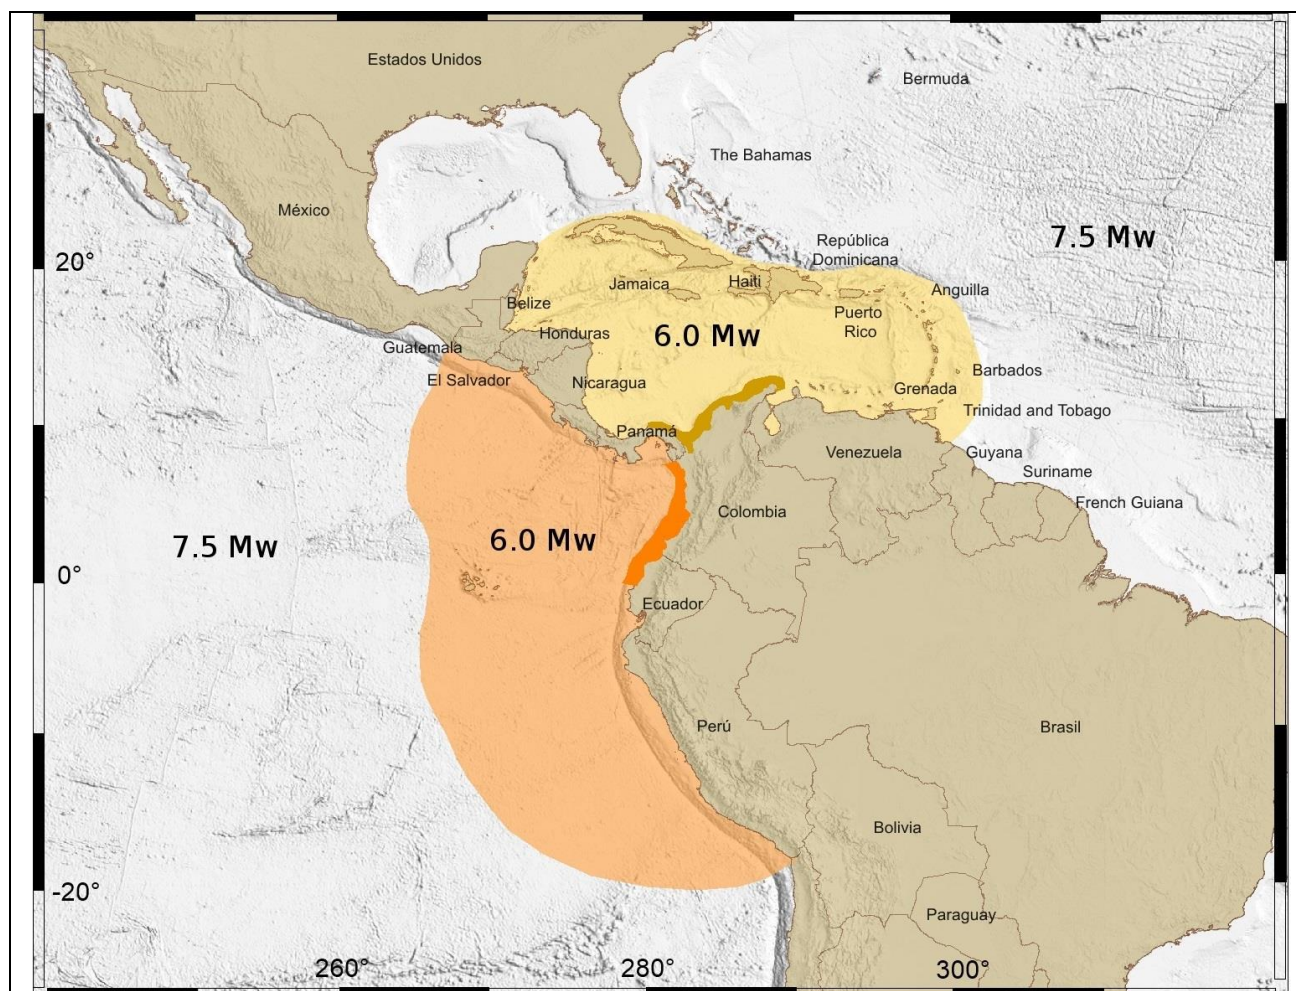 Estados Unidos
Bermuda
The Bahamas
México
7.5 Mw
República
Dominicana
20°
Jamaica
Haiti
Anguilla
Belize
Puerto
Rico
Honduras
6.0 Mw
Guatemala
Barbados
El Salvador
Nicaragua
Grenada
Trinidad and Tobago
Panamá
Venezuela
Guyana
Suriname
French Guiana
Colombia
7.5 Mw
6.0 Mw
0°
Ecuador
Perú
Brasil
Bolivia
-20°
Paraguay
260°
280°
300°